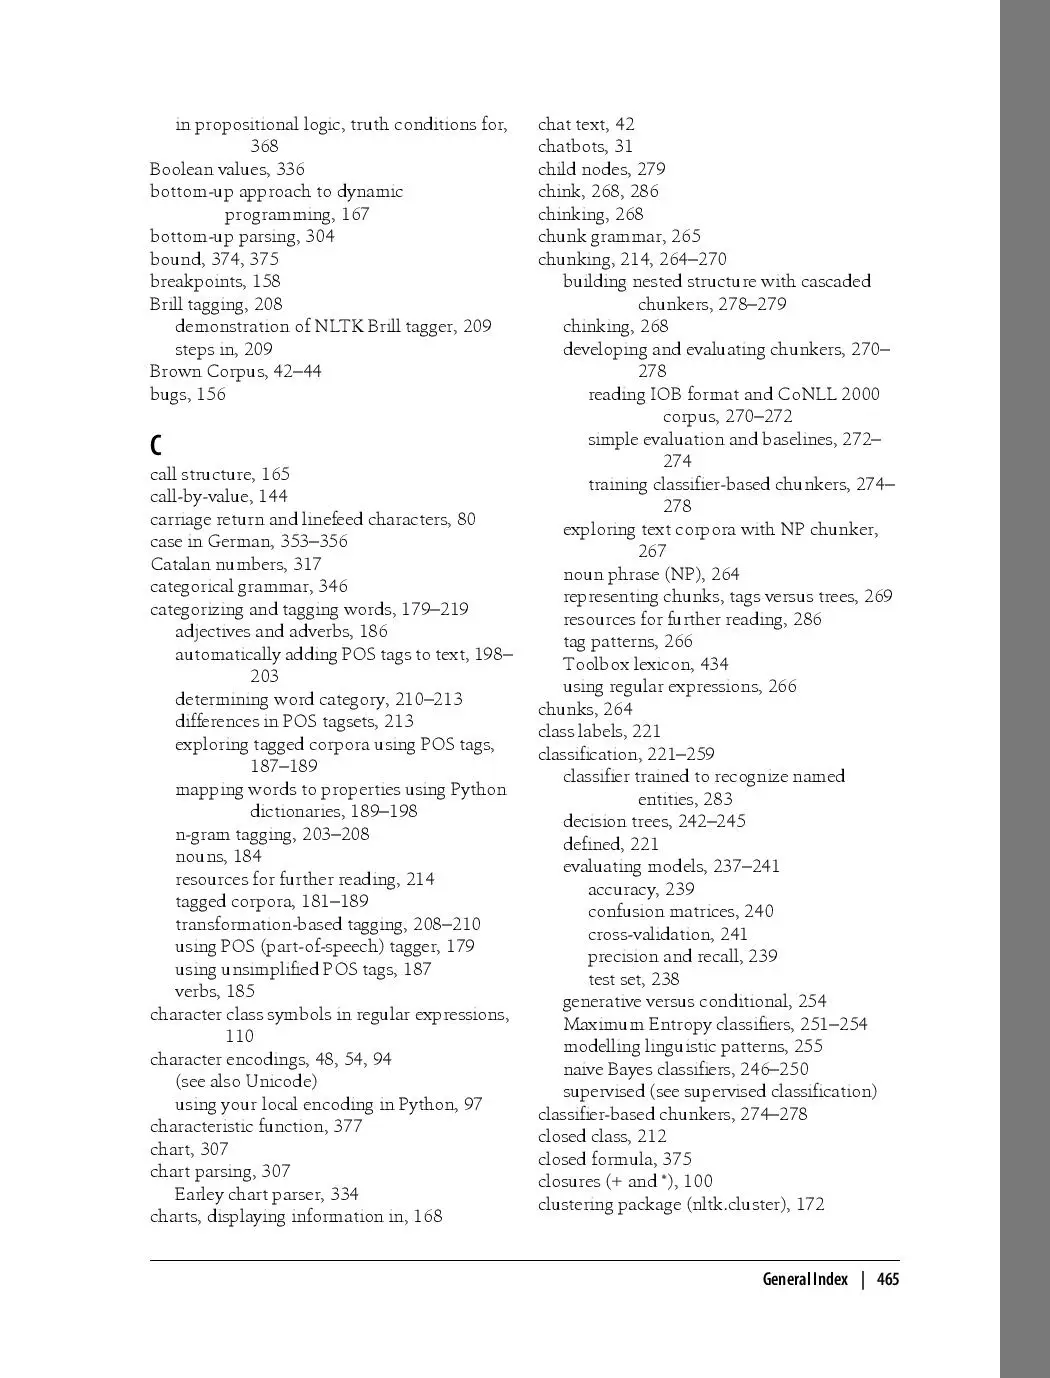 in propositional logic, truth conditions for,
368
Boolean values, 336
bottom-up approach to dynamic
programming, 167
bottom-up parsing, 304
bound, 374, 375
breakpoints, 158
Brill tagging, 208
demonstration of NLTK Brill tagger, 209
steps in, 209
Brown Corpus, 42–44
bugs, 156
C
call structure, 165
call-by-value, 144
carriage return and linefeed characters, 80
case in German, 353–356
Catalan numbers, 317
categorical grammar, 346
categorizing and tagging words, 179–219
adjectives and adverbs, 186
automatically adding POS tags to text, 198–
203
determining word category, 210–213
differences in POS tagsets, 213
exploring tagged corpora using POS tags,
187–189
mapping words to properties using Python
dictionaries, 189–198
n-gram tagging, 203–208
nouns, 184
resources for further reading, 214
tagged corpora, 181–189
transformation-based tagging, 208–210
using POS (part-of-speech) tagger, 179
using unsimplified POS tags, 187
verbs, 185
character class symbols in regular expressions,
110
character encodings, 48, 54, 94
(see also Unicode)
using your local encoding in Python, 97
characteristic function, 377
chart, 307
chart parsing, 307
Earley chart parser, 334
charts, displaying information in, 168
chat text, 42
chatbots, 31
child nodes, 279
chink, 268, 286
chinking, 268
chunk grammar, 265
chunking, 214, 264–270
building nested structure with cascaded
chunkers, 278–279
chinking, 268
developing and evaluating chunkers, 270–
278
reading IOB format and CoNLL 2000
corpus, 270–272
simple evaluation and baselines, 272–
274
training classifier-based chunkers, 274–
278
exploring text corpora with NP chunker,
267
noun phrase (NP), 264
representing chunks, tags versus trees, 269
resources for further reading, 286
tag patterns, 266
Toolbox lexicon, 434
using regular expressions, 266
chunks, 264
class labels, 221
classification, 221–259
classifier trained to recognize named
entities, 283
decision trees, 242–245
defined, 221
evaluating models, 237–241
accuracy, 239
confusion matrices, 240
cross-validation, 241
precision and recall, 239
test set, 238
generative versus conditional, 254
Maximum Entropy classifiers, 251–254
modelling linguistic patterns, 255
naive Bayes classifiers, 246–250
supervised (see supervised classification)
classifier-based chunkers, 274–278
closed class, 212
closed formula, 375
closures (+ and *), 100
clustering package (nltk.cluster), 172
General Index | 465